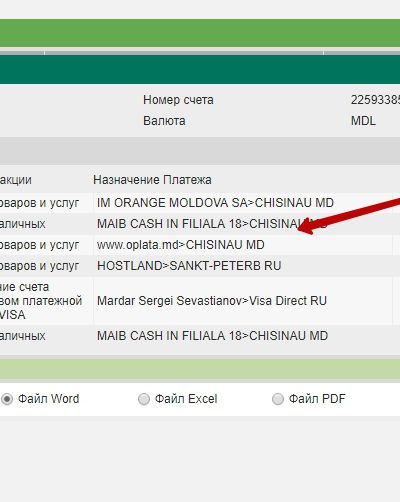 Номер счета 22593385
Валюта MDL
акции Назначение Платежа
оваров и услуг IM ORANGE MOLDOVA SA>CHISINAU MD
аличных MAIB CASH IN FILIALA 18>CHISINAU MD
оваров и услуг www.oplata.md>CHISINAU MD
оваров и услуг HOSTLAND>SANKT-PETERB RU
ние счета
вом платежной Mardar Sergei Sevastianov>Visa Direct RU
VISA
аличных MAIB CASH IN FILIALA 18>CHISINAU MD
Файл Word Файл Excel Файл PDF